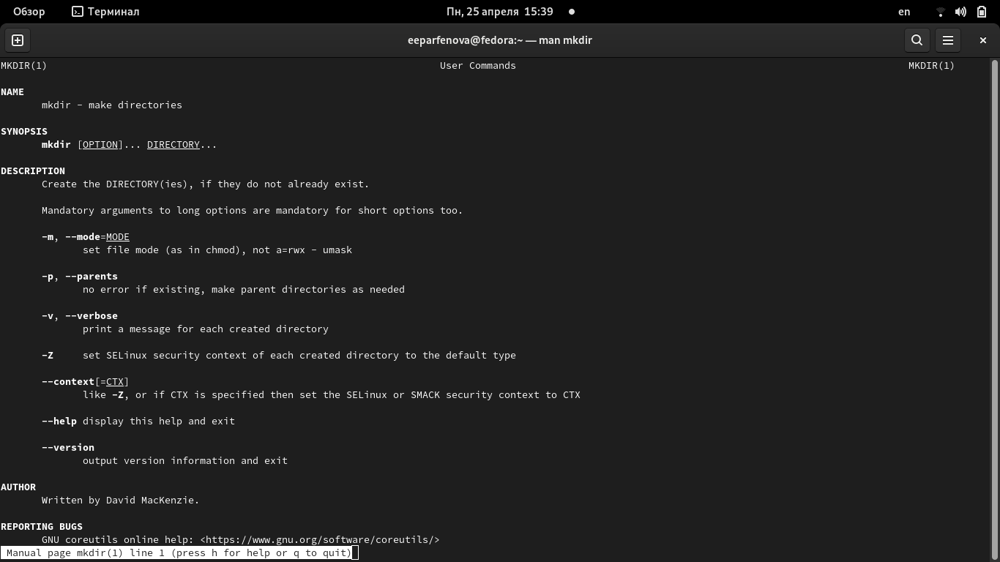 Обзор Терминал Пн, 25 апреля 15:39 en
eeparfenova@fedora:~ — man mkdir
MKDIR(1) User Commands MKDIR(1)
NAME
mkdir - make directories
SYNOPSIS
mkdir [OPTION]... DIRECTORY...
DESCRIPTION
Create the DIRECTORY(ies), if they do not already exist.
Mandatory arguments to long options are mandatory for short options too.
-m, --mode=MODE
set file mode (as in chmod), not a=rwx - umask
-p, --parents
no error if existing, make parent directories as needed
-v, --verbose
print a message for each created directory
-Z set SELinux security context of each created directory to the default type
--context[=CTX]
like -Z, or if CTX is specified then set the SELinux or SMACK security context to CTX
--help display this help and exit
--version
output version information and exit
AUTHOR
Written by David MacKenzie.
REPORTING BUGS
GNU coreutils online help: <https://www.gnu.org/software/coreutils/>
Manual page mkdir(1) line 1 (press h for help or q to quit)